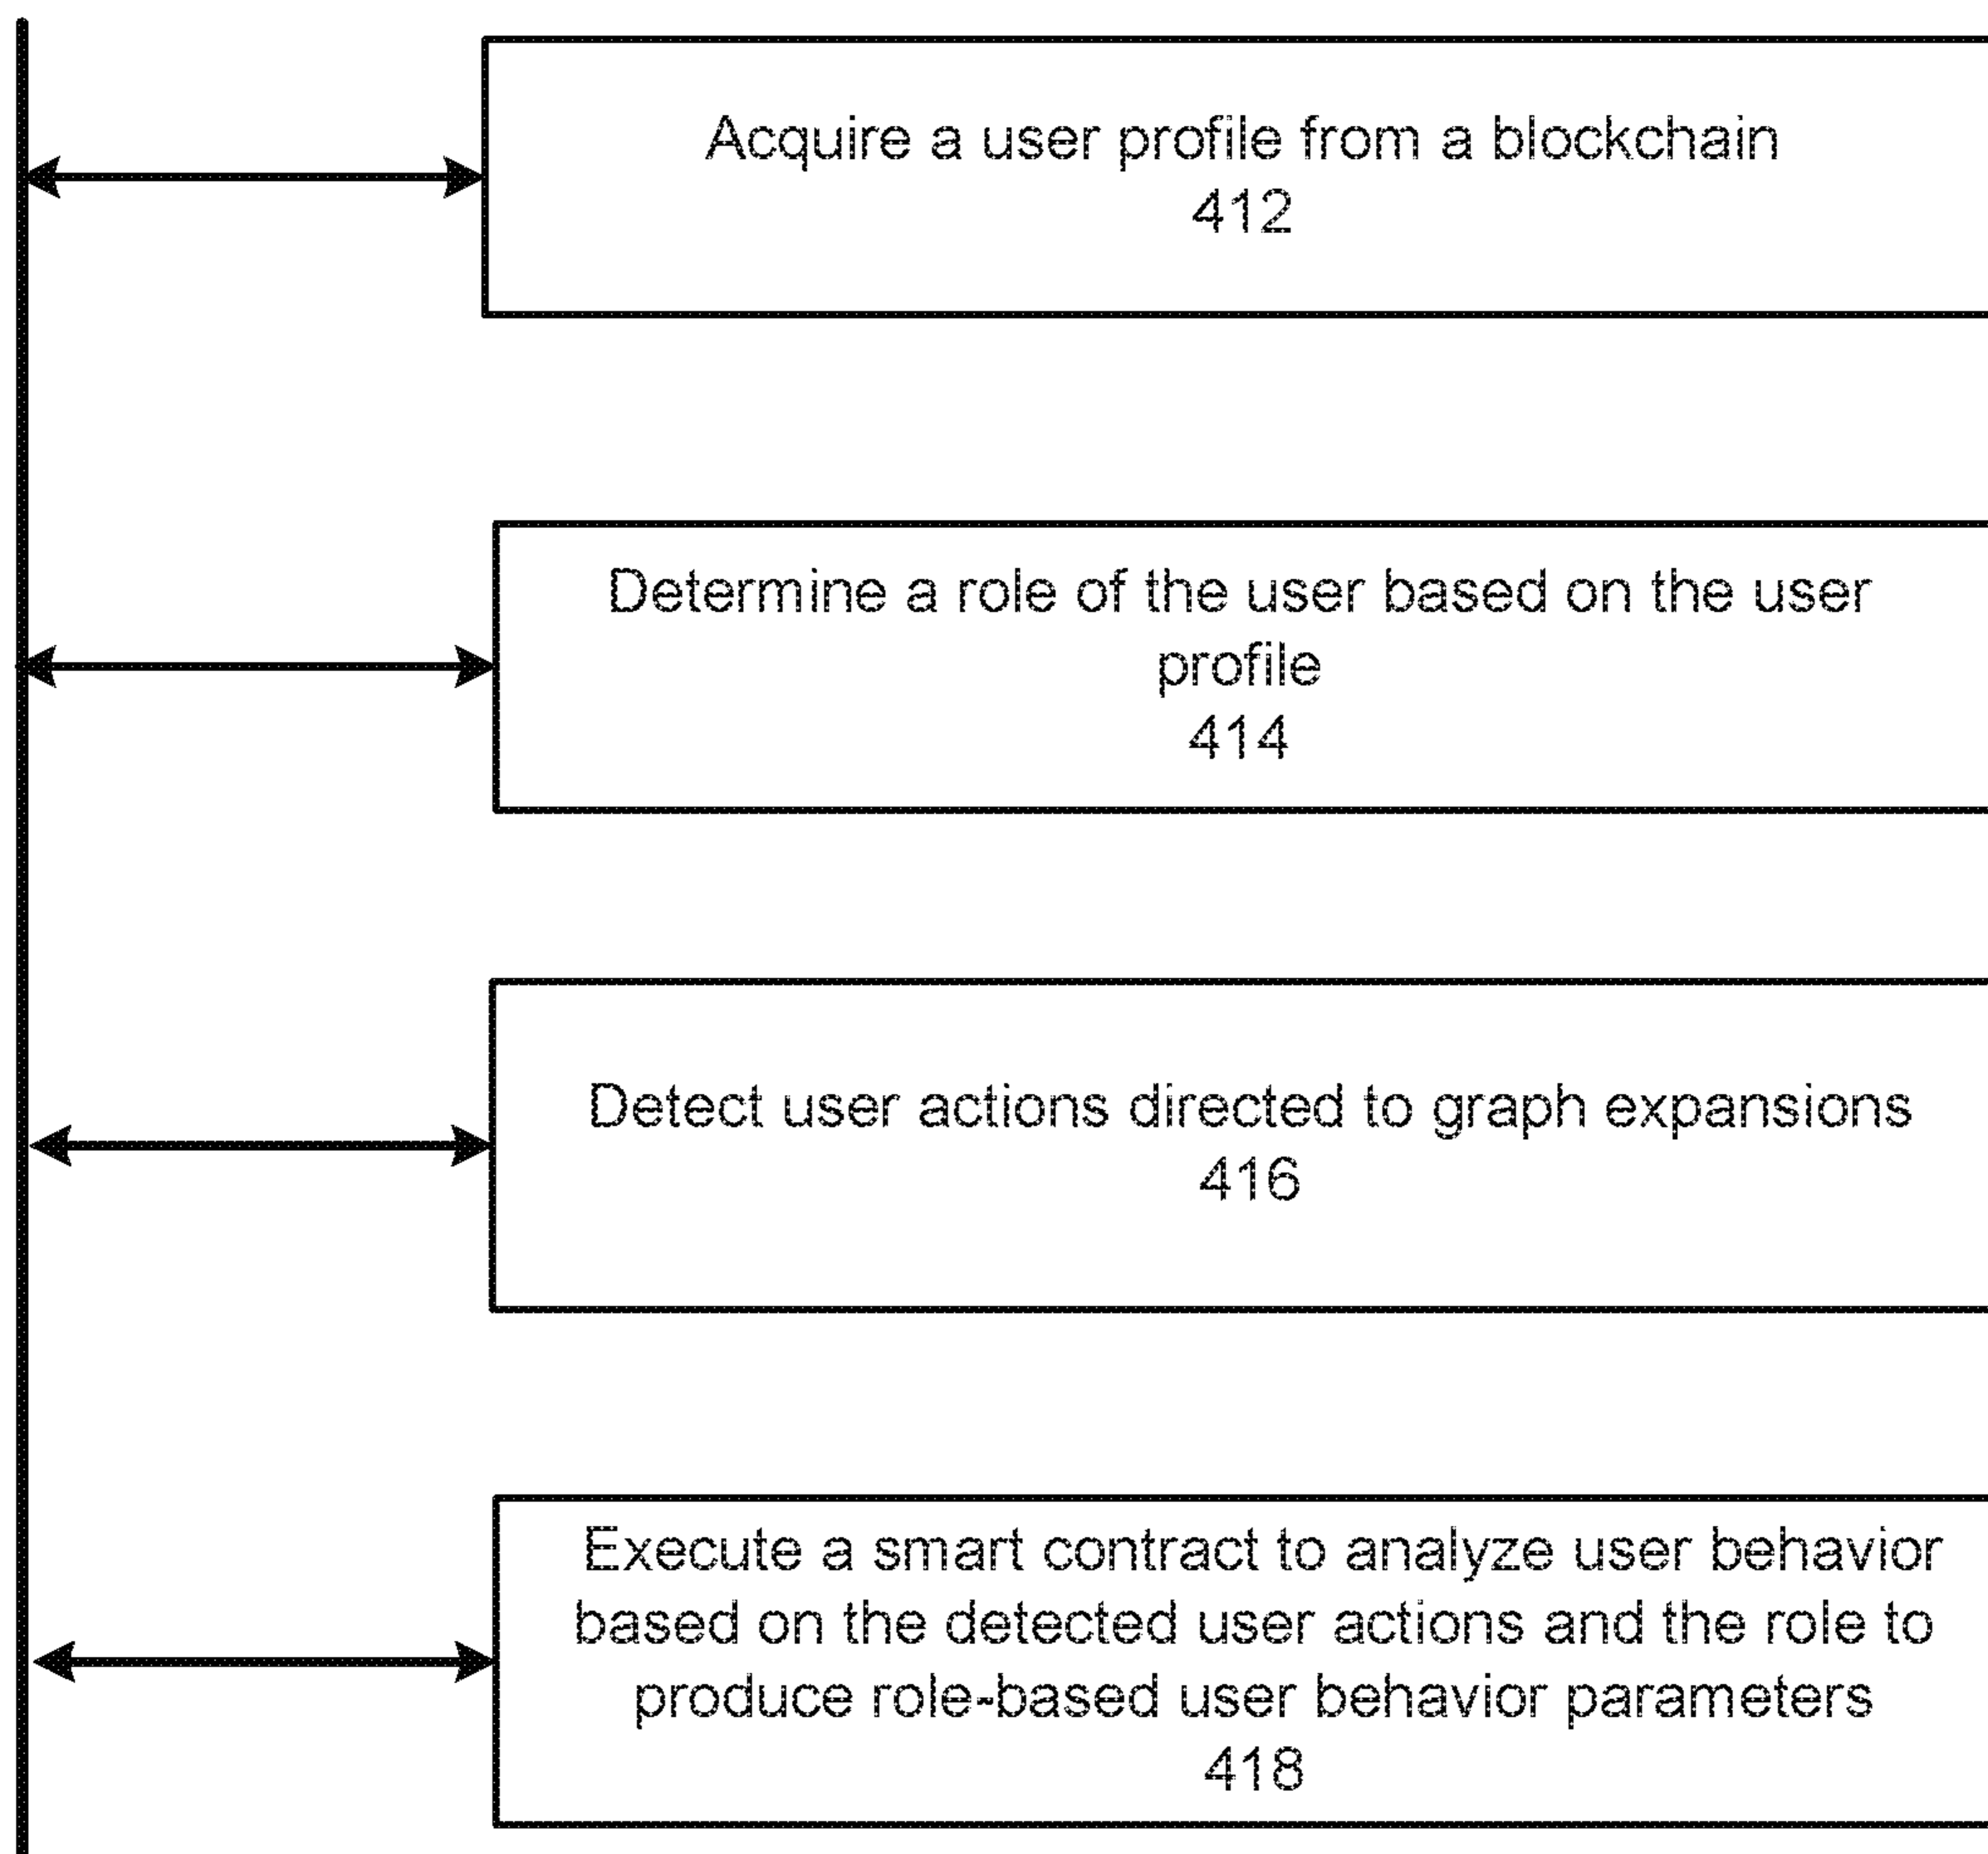 Acquire a user profile from a blockchain
412
Determine a role of the user based on the user
profile
414
Detect user actions directed to graph expansions
416
Execute a smart contract to analyze user behavior
based on the detected user actions and the role to
produce role-based user behavior parameters
418